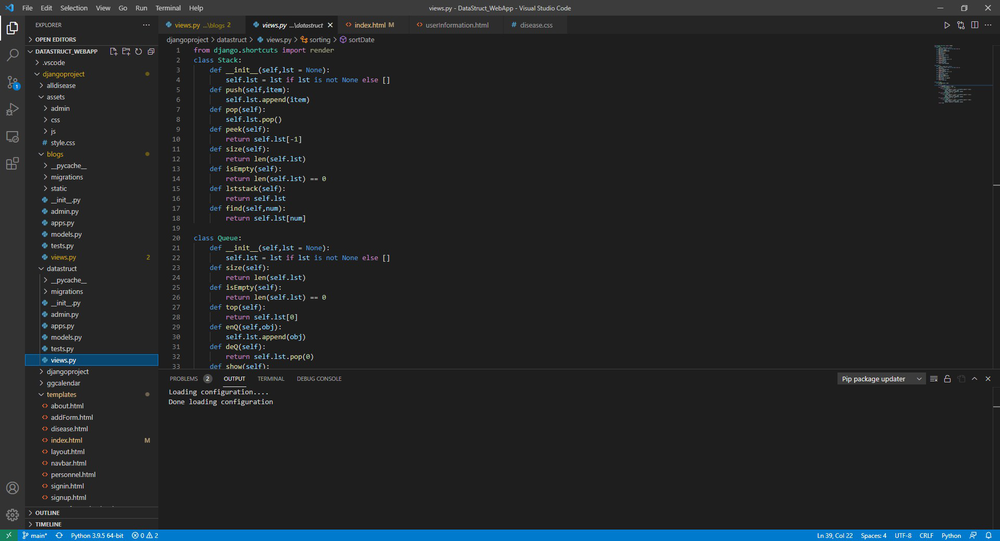 File Edit Selection View Go Run Terminal Help
views.py - DataStruct_WebApp - Visual Studio Code
EXPLORER
OPEN EDITORS
DATASTRUCT_WEBAPP
.vscode
djangoproject
alldisease
assets
admin
css
js
# style.css
blogs
__pycache__
migrations
static
__init__.py
admin.py
apps.py
models.py
tests.py
views.py 2
datastruct
__pycache__
migrations
__init__.py
admin.py
apps.py
models.py
tests.py
views.py
djangoproject
ggcalendar
templates
about.html
addForm.html
disease.html
index.html M
layout.html
navbar.html
personnel.html
signin.html
signup.html
OUTLINE
TIMELINE
1
views.py ...\blogs 2
views.py ...\datastruct
index.html M
userInformation.html
# disease.css
djangoproject > datastruct > views.py > sorting > sortDate
1 from django.shortcuts import render
2 class Stack:
3     def __init__(self,lst = None):
4         self.lst = lst if lst is not None else []
5     def push(self,item):
6         self.lst.append(item)
7     def pop(self):
8         self.lst.pop()
9     def peek(self):
10         return self.lst[-1]
11     def size(self):
12         return len(self.lst)
13     def isEmpty(self):
14         return len(self.lst) == 0
15     def lststack(self):
16         return self.lst
17     def find(self,num):
18         return self.lst[num]
19
20 class Queue:
21     def __init__(self,lst = None):
22         self.lst = lst if lst is not None else []
23     def size(self):
24         return len(self.lst)
25     def isEmpty(self):
26         return len(self.lst) == 0
27     def top(self):
28         return self.lst[0]
29     def enQ(self,obj):
30         self.lst.append(obj)
31     def deQ(self):
32         return self.lst.pop(0)
33     def show(self):
PROBLEMS 2 OUTPUT TERMINAL DEBUG CONSOLE
Pip package updater
Loading configuration....
Done loading configuration
main* Python 3.9.5 64-bit 0 2
Ln 39, Col 22 Spaces: 4 UTF-8 CRLF Python